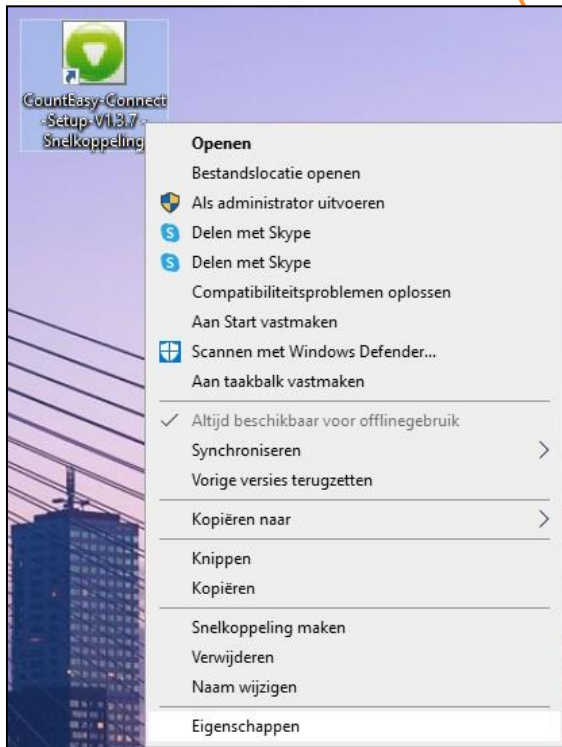 CountEasy-Connect
-Setup-V1.3.7 -
Snelkoppeling
Openen
Bestandslocatie openen
Als administrator uitvoeren
Delen met Skype
Delen met Skype
Compatibiliteitsproblemen oplossen
Aan Start vastmaken
Scannen met Windows Defender...
Aan taakbalk vastmaken
Altijd beschikbaar voor offlinegebruik
Synchroniseren
Vorige versies terugzetten
Kopiëren naar
Knippen
Kopiëren
Snelkoppeling maken
Verwijderen
Naam wijzigen
Eigenschappen